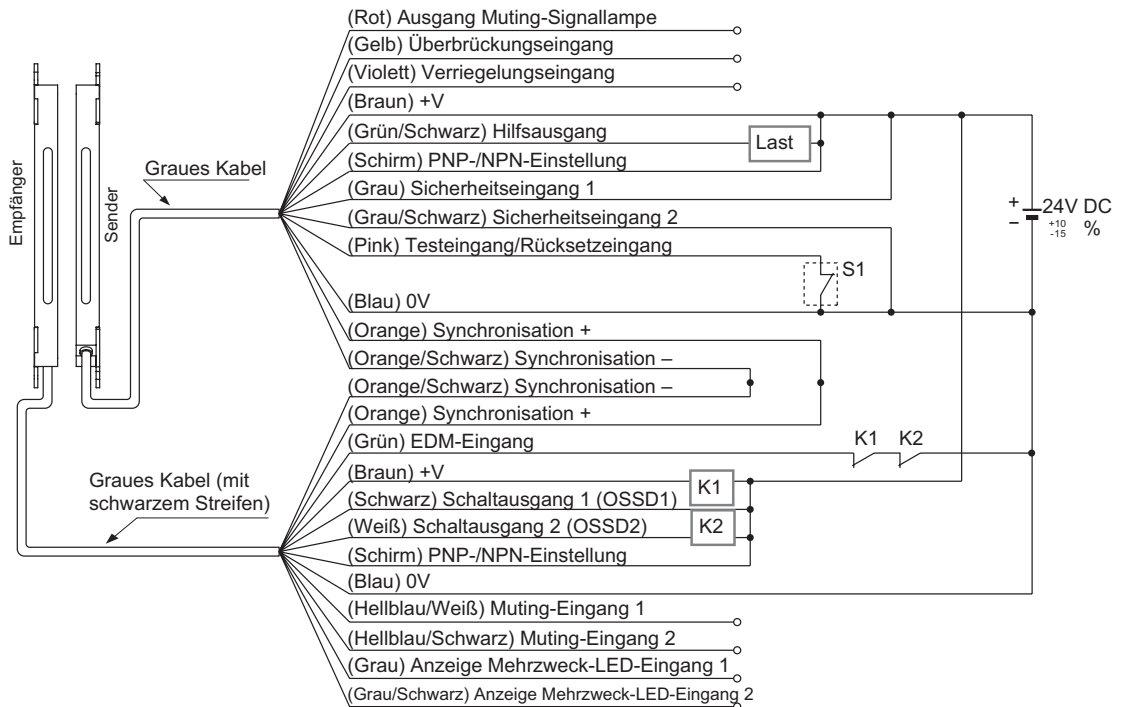 (Rot) Ausgang Muting-Signallampe
(Gelb) Überbrückungseingang
(Violett) Verriegelungseingang
(Braun) +V
(Grün/Schwarz) Hilfsausgang
Last
(Schirm) PNP-/NPN-Einstellung
(Grau) Sicherheitseingang 1
(Grau/Schwarz) Sicherheitseingang 2
(Pink) Testeingang/Rücksetzeingang
S1
(Blau) 0V
(Orange) Synchronisation +
(Orange/Schwarz) Synchronisation –
(Orange/Schwarz) Synchronisation –
(Orange) Synchronisation +
(Grün) EDM-Eingang
K1
K2
(Braun) +V
K1
(Schwarz) Schaltausgang 1 (OSSD1)
(Weiß) Schaltausgang 2 (OSSD2)
K2
(Schirm) PNP-/NPN-Einstellung
(Blau) 0V
(Hellblau/Weiß) Muting-Eingang 1
(Hellblau/Schwarz) Muting-Eingang 2
(Grau) Anzeige Mehrzweck-LED-Eingang 1
(Grau/Schwarz) Anzeige Mehrzweck-LED-Eingang 2
Empfänger
Sender
Graues Kabel
Graues Kabel (mit
schwarzem Streifen)
+
–
24V DC
+10
-15 %